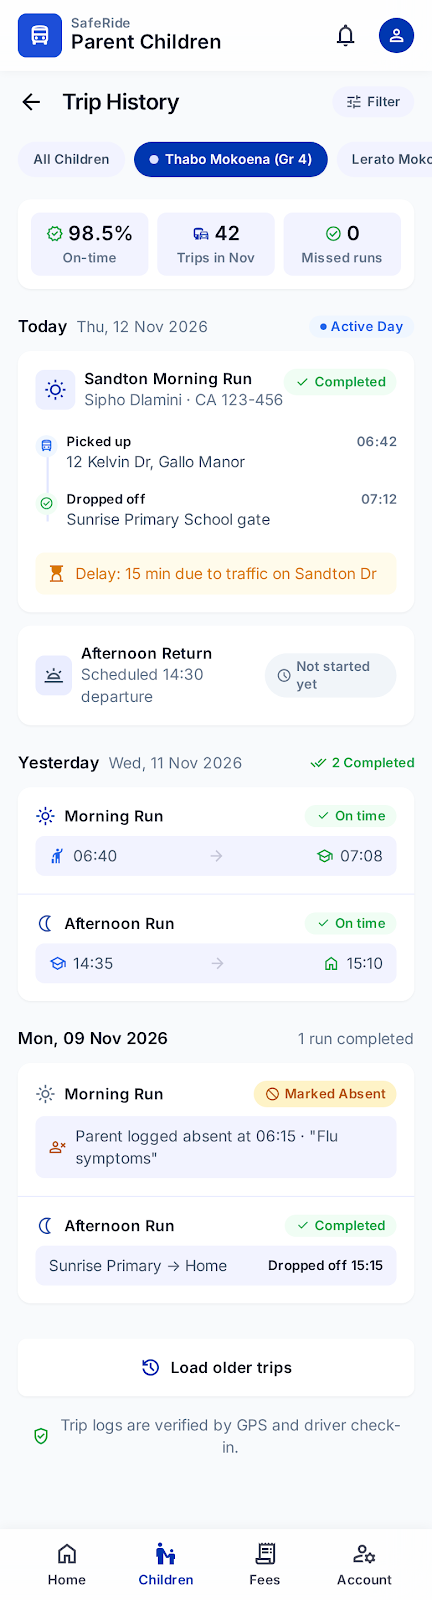 SafeRide
Parent Children
Trip History
Filter
All Children
Thabo Mokoena (Gr 4)
Lerato Moko
98.5%
On-time
42
Trips in Nov
0
Missed runs
Today Thu, 12 Nov 2026
Active Day
Sandton Morning Run
Sipho Dlamini · CA 123-456
Completed
Picked up
06:42
12 Kelvin Dr, Gallo Manor
Dropped off
07:12
Sunrise Primary School gate
Delay: 15 min due to traffic on Sandton Dr
Afternoon Return
Scheduled 14:30
departure
Not started
yet
Yesterday Wed, 11 Nov 2026
2 Completed
Morning Run
On time
06:40
07:08
Afternoon Run
On time
14:35
15:10
Mon, 09 Nov 2026
1 run completed
Morning Run
Marked Absent
Parent logged absent at 06:15 · "Flu
symptoms"
Afternoon Run
Completed
Sunrise Primary → Home
Dropped off 15:15
Load older trips
Trip logs are verified by GPS and driver check-
in.
Home
Children
Fees
Account